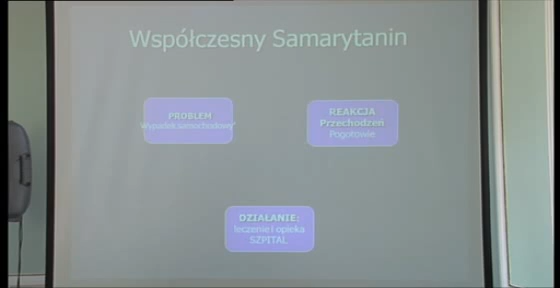 Współczesny Samarytanin
PROBLEM
Wypadek samochodowy"
REAKCJA
Przechodzeń
Pogotowie
DZIAŁANIE:
leczenie i opieka
SZPITAL